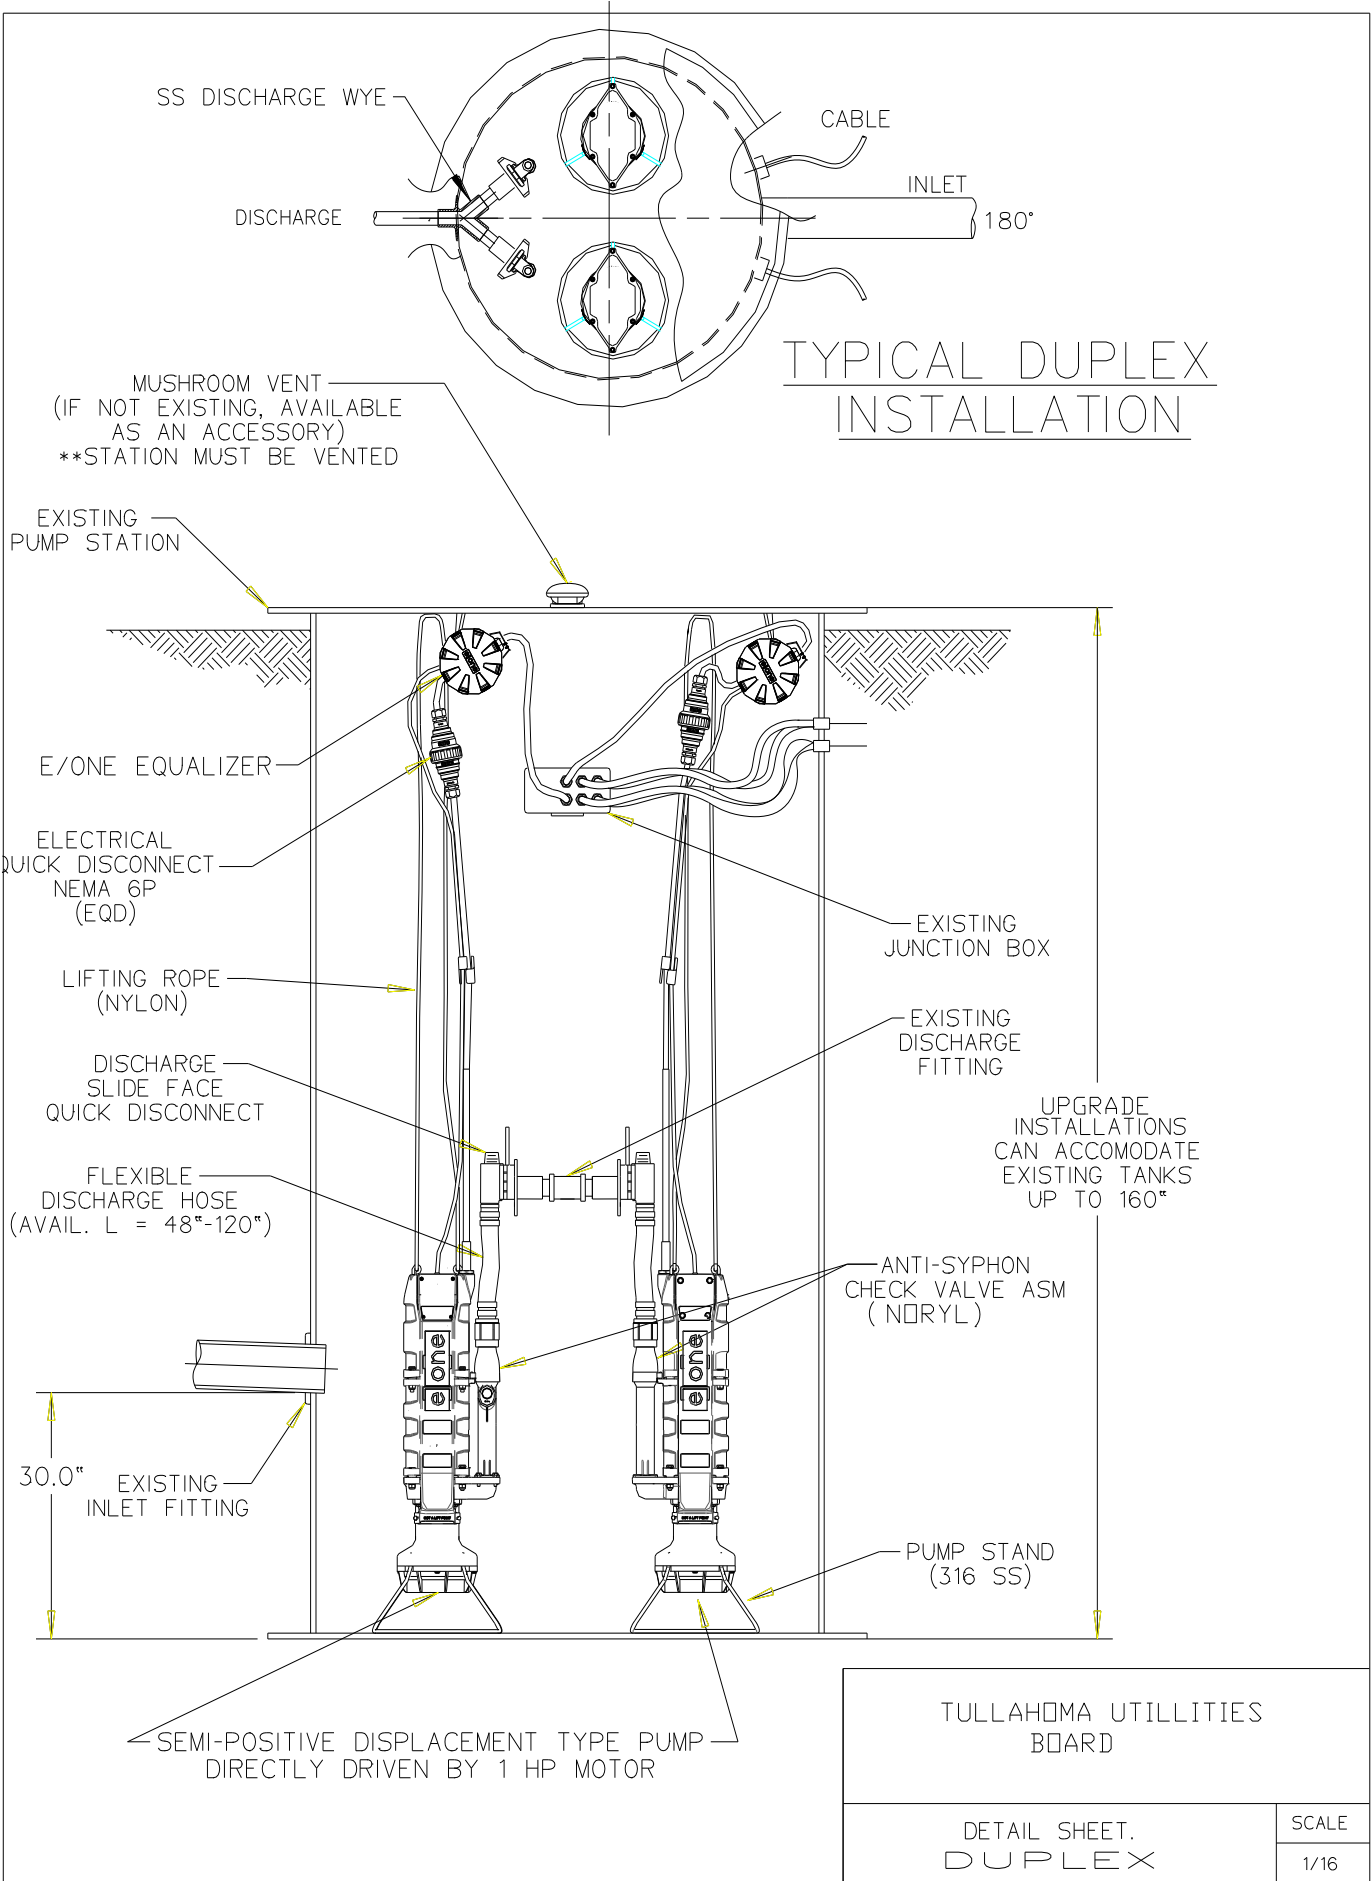 SS DISCHARGE WYE
CABLE
INLET
DISCHARGE
180°
TYPICAL DUPLEX
INSTALLATION
MUSHROOM VENT
(IF NOT EXISTING, AVAILABLE
AS AN ACCESSORY)
**STATION MUST BE VENTED
EXISTING
PUMP STATION
E/ONE EQUALIZER
ELECTRICAL
QUICK DISCONNECT
NEMA 6P
(EQD)
EXISTING
JUNCTION BOX
LIFTING ROPE
(NYLON)
EXISTING
DISCHARGE
FITTING
DISCHARGE
SLIDE FACE
QUICK DISCONNECT
UPGRADE
INSTALLATIONS
CAN ACCOMODATE
EXISTING TANKS
UP TO 160"
FLEXIBLE
DISCHARGE HOSE
(AVAIL. L = 48"-120")
ANTI-SYPHON
CHECK VALVE ASM
(NORYL)
eone
e
eone
e
30.0"
EXISTING
INLET FITTING
PUMP STAND
(316 SS)
SEMI-POSITIVE DISPLACEMENT TYPE PUMP
DIRECTLY DRIVEN BY 1 HP MOTOR
TULLAHOMA UTILLITIES
BOARD
DETAIL SHEET.
DUPLEX
SCALE
1/16